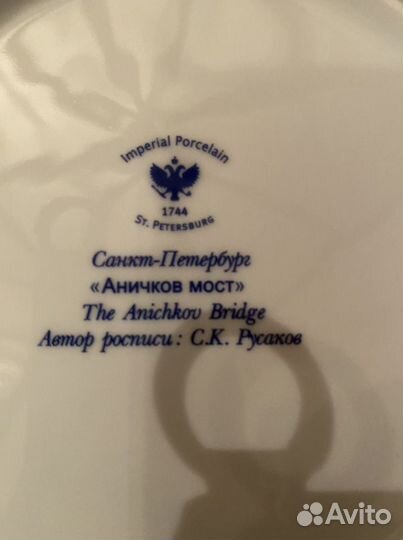 Imperial Porcelain
1744
St. Petersburg
Санкт-Петербург
«Аничков мост»
The Anichkov Bridge
Автор росписи: С.К. Русаков
Avito